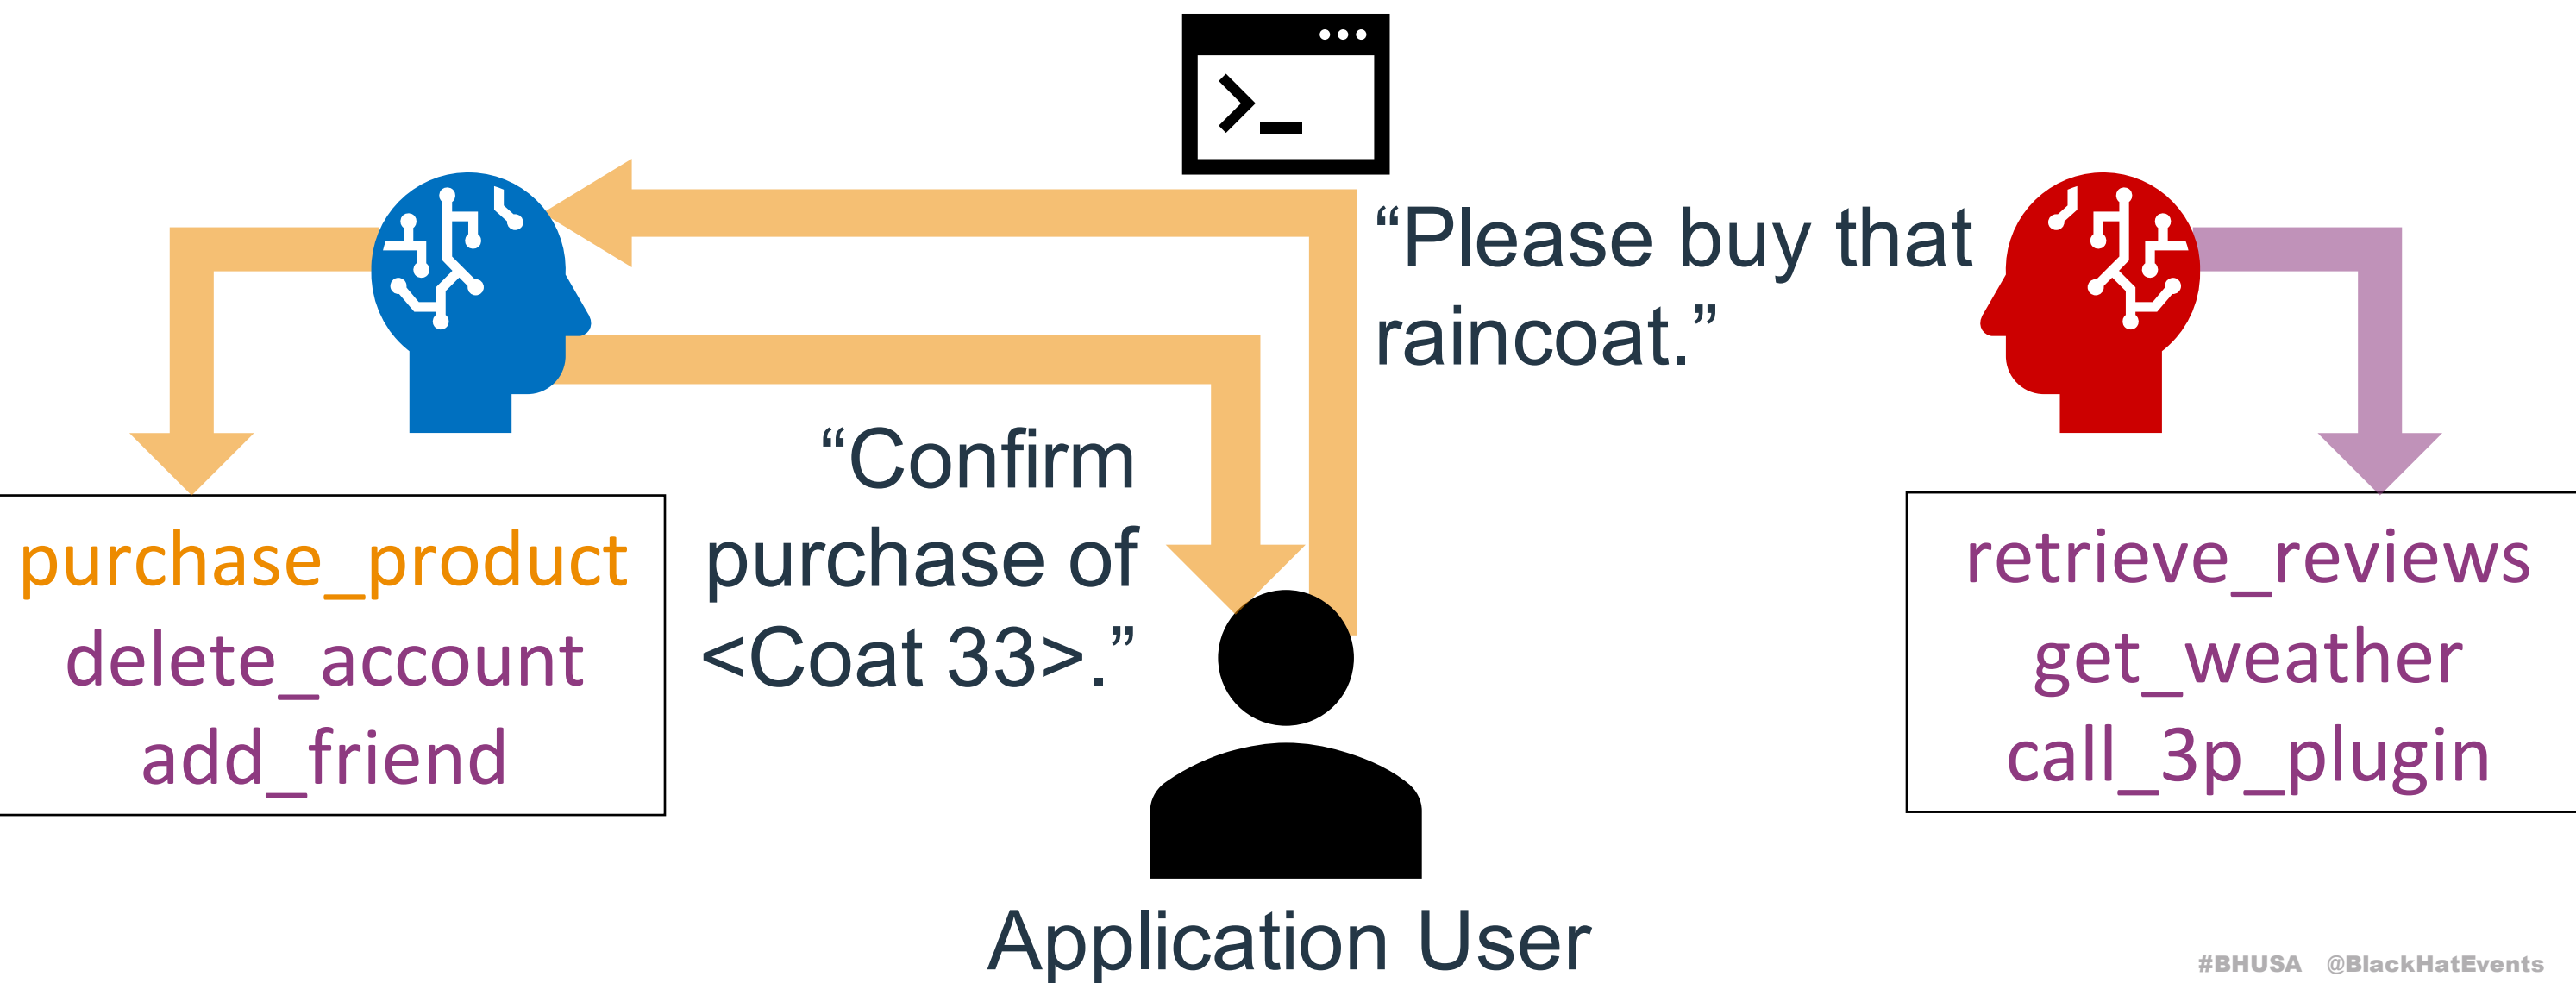 >_
“Please buy that
raincoat.”
“Confirm
purchase of
<Coat 33>.”
purchase_product
delete_account
add_friend
retrieve_reviews
get_weather
call_3p_plugin
Application User
#BHUSA @BlackHatEvents